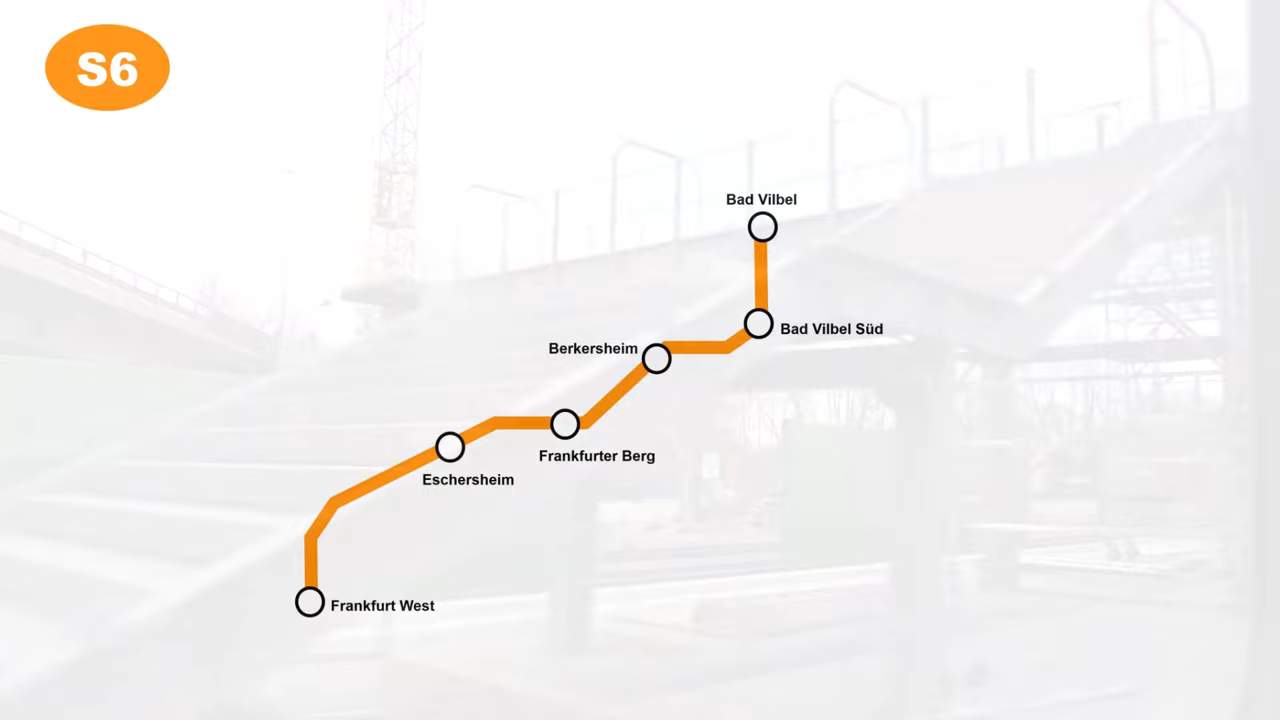 S6
Bad Vilbel
Bad Vilbel Süd
Berkersheim
Frankfurter Berg
Eschersheim
Frankfurt West